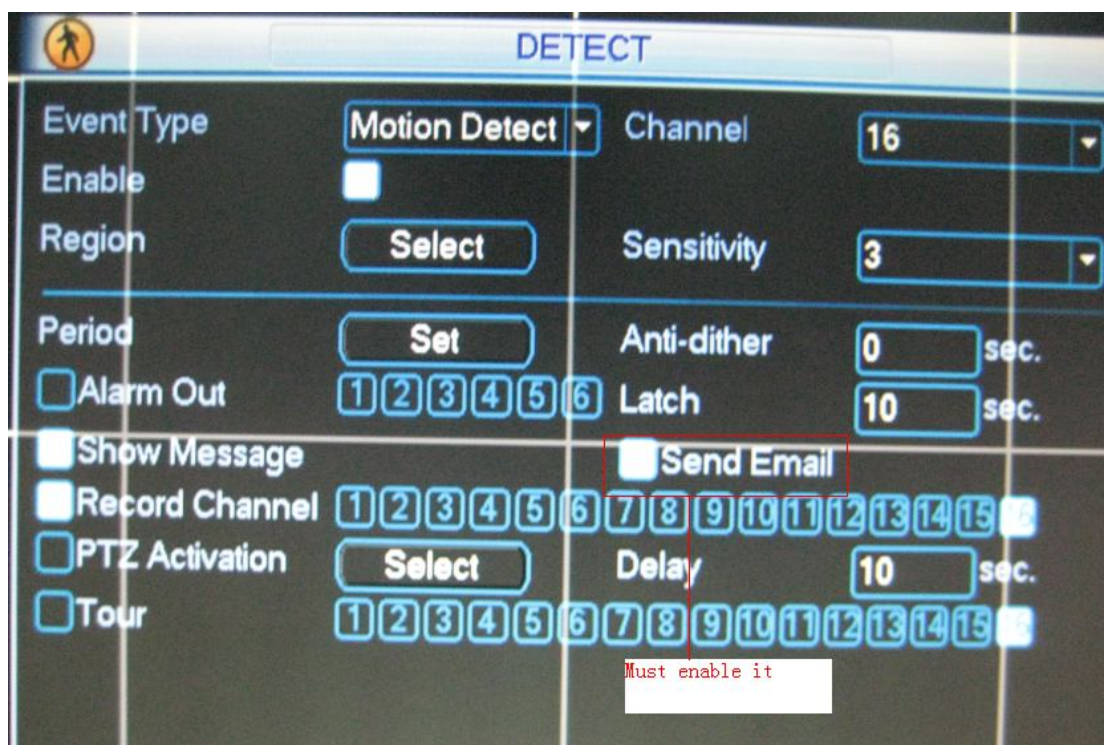 DETECT
Event Type Motion Detect Channel 16
Enable
Region Select Sensitivity 3
Period Set Anti-dither 0 sec.
Alarm Out 1 2 3 4 5 6 Latch 10 sec.
Show Message Send Email
Record Channel 1 2 3 4 5 6 7 8 9 10 11 12 13 14 15 16
PTZ Activation Select Delay 10 sec.
Tour 1 2 3 4 5 6 7 8 9 10 11 12 13 14 15 16
Must enable it